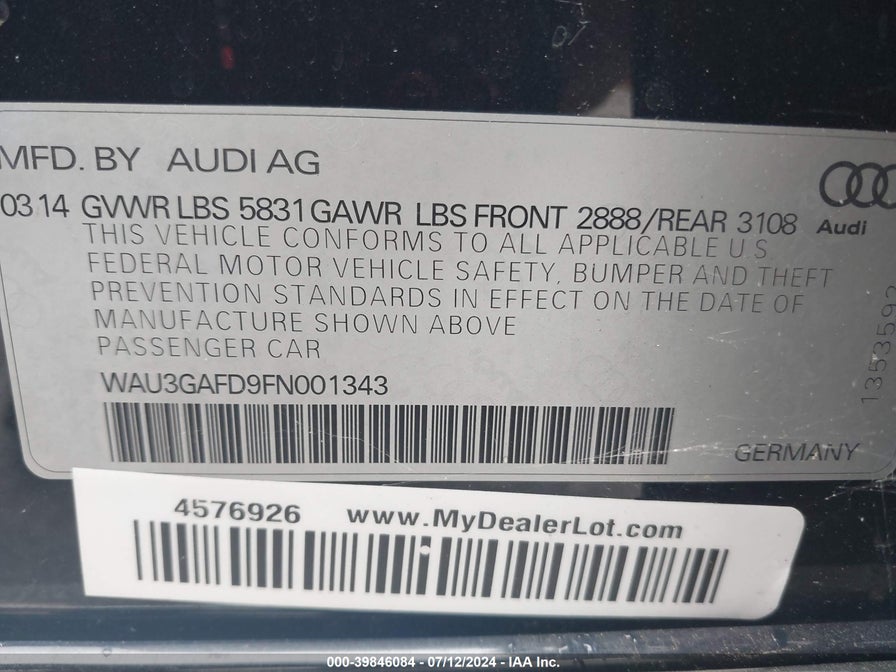 MFD. BY AUDI AG
0314 GVWR LBS 5831 GAWR LBS FRONT 2888/REAR 3108
Audi
THIS VEHICLE CONFORMS TO ALL APPLICABLE U.S.
FEDERAL MOTOR VEHICLE SAFETY, BUMPER AND THEFT
PREVENTION STANDARDS IN EFFECT ON THE DATE OF
MANUFACTURE SHOWN ABOVE
PASSENGER CAR
WAU3GAFD9FN001343
GERMANY
4576926 www.MyDealerLot.com
000-39846084 - 07/12/2024 - IAA Inc.